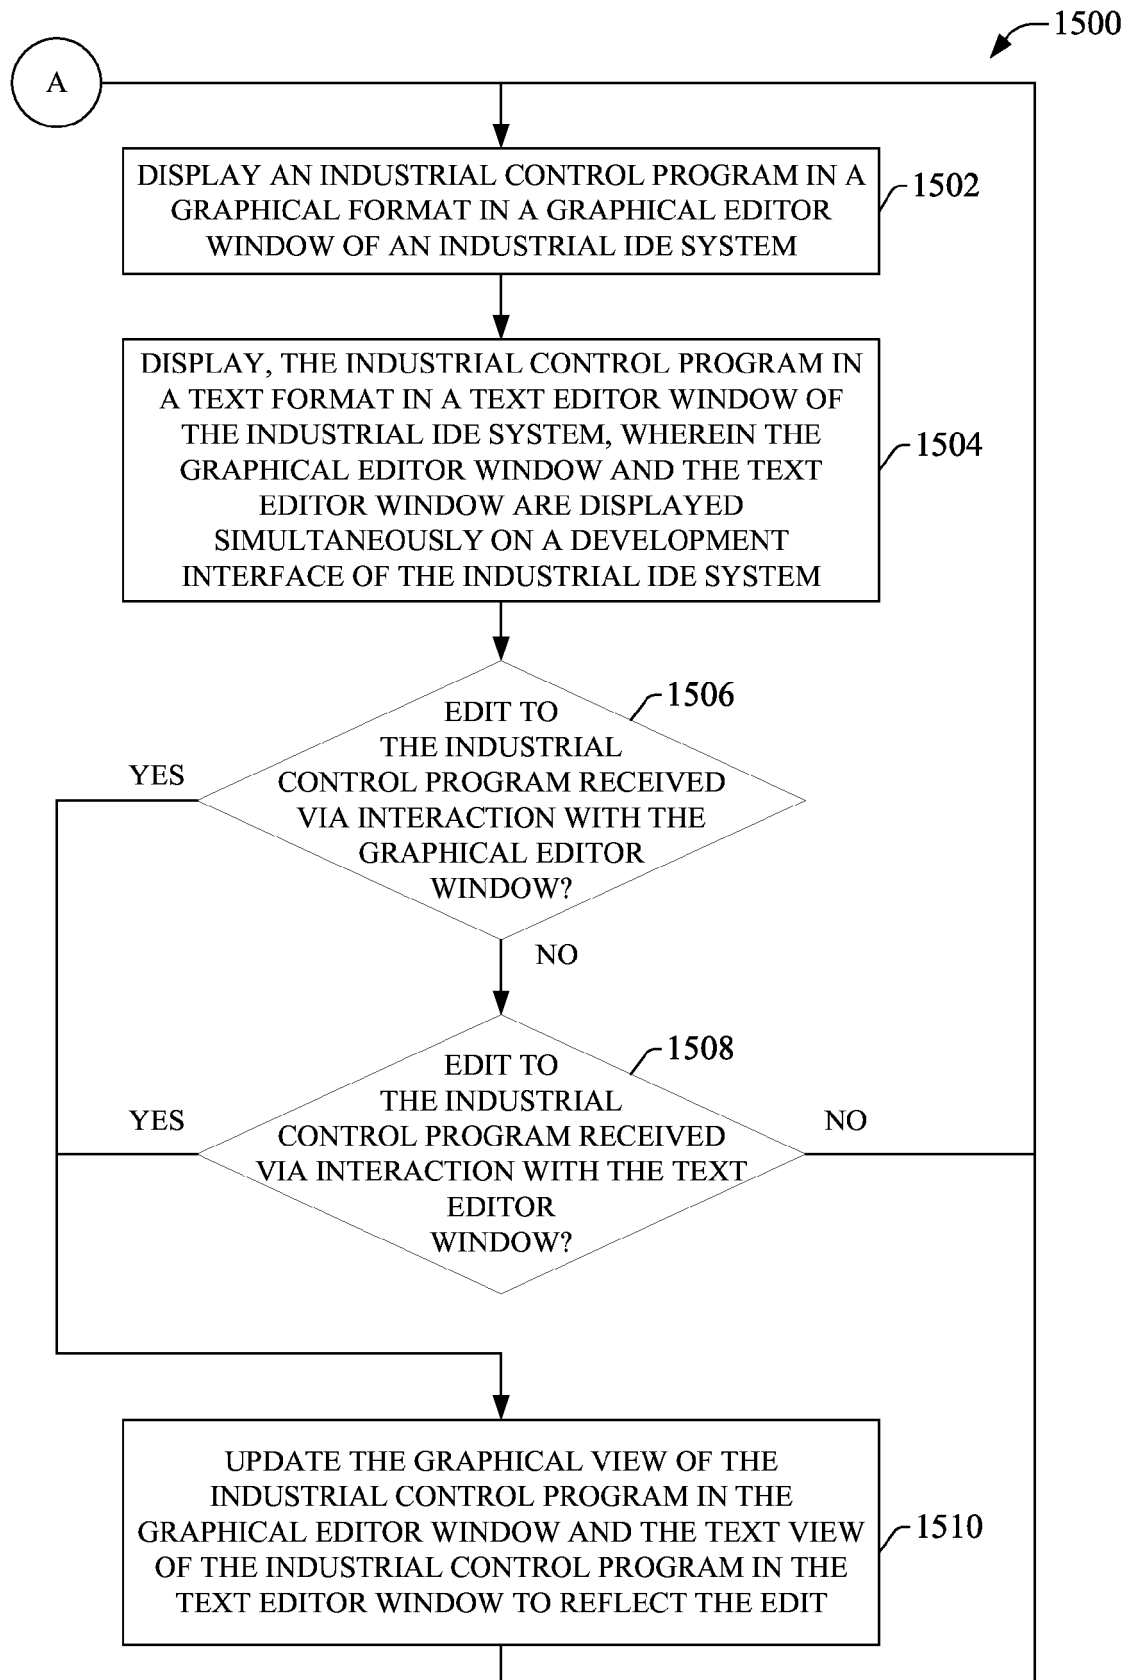 1500
A
DISPLAY AN INDUSTRIAL CONTROL PROGRAM IN A
GRAPHICAL FORMAT IN A GRAPHICAL EDITOR
WINDOW OF AN INDUSTRIAL IDE SYSTEM
1502
DISPLAY, THE INDUSTRIAL CONTROL PROGRAM IN
A TEXT FORMAT IN A TEXT EDITOR WINDOW OF
THE INDUSTRIAL IDE SYSTEM, WHEREIN THE
GRAPHICAL EDITOR WINDOW AND THE TEXT
EDITOR WINDOW ARE DISPLAYED
SIMULTANEOUSLY ON A DEVELOPMENT
INTERFACE OF THE INDUSTRIAL IDE SYSTEM
1504
1506
EDIT TO
THE INDUSTRIAL
CONTROL PROGRAM RECEIVED
VIA INTERACTION WITH THE
GRAPHICAL EDITOR
WINDOW?
YES
NO
1508
EDIT TO
THE INDUSTRIAL
CONTROL PROGRAM RECEIVED
VIA INTERACTION WITH THE TEXT
EDITOR
WINDOW?
YES
NO
UPDATE THE GRAPHICAL VIEW OF THE
INDUSTRIAL CONTROL PROGRAM IN THE
GRAPHICAL EDITOR WINDOW AND THE TEXT VIEW
OF THE INDUSTRIAL CONTROL PROGRAM IN THE
TEXT EDITOR WINDOW TO REFLECT THE EDIT
1510